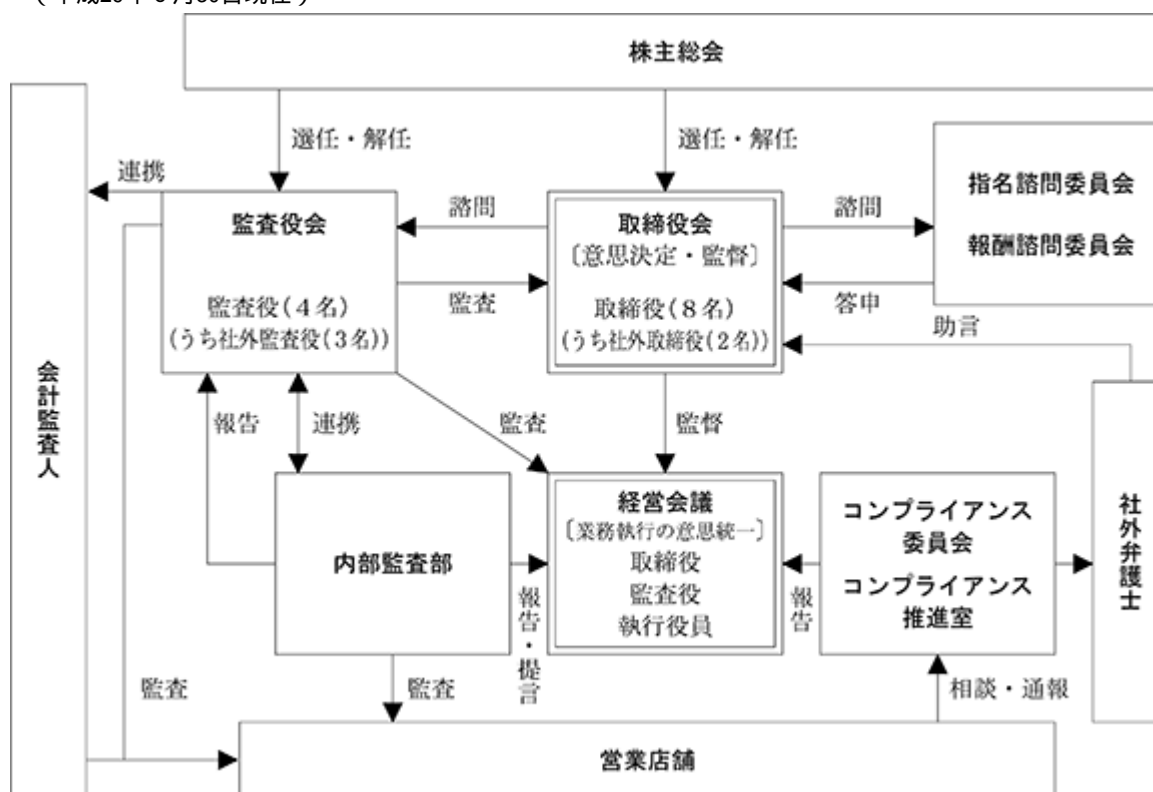 株主総会
選任・解任
選任・解任
連携
監査役会
監査役(4名)
(うち社外監査役(3名))
諮問
監査
取締役会
〔意思決定・監督〕
取締役(8名)
(うち社外取締役(2名))
諮問
答申
助言
指名諮問委員会
報酬諮問委員会
会計監査人
報告
連携
監査
監督
内部監査部
報告・提言
経営会議
〔業務執行の意思統一〕
取締役
監査役
執行役員
報告
コンプライアンス
委員会
コンプライアンス
推進室
社外弁護士
監査
監査
相談・通報
営業店舗